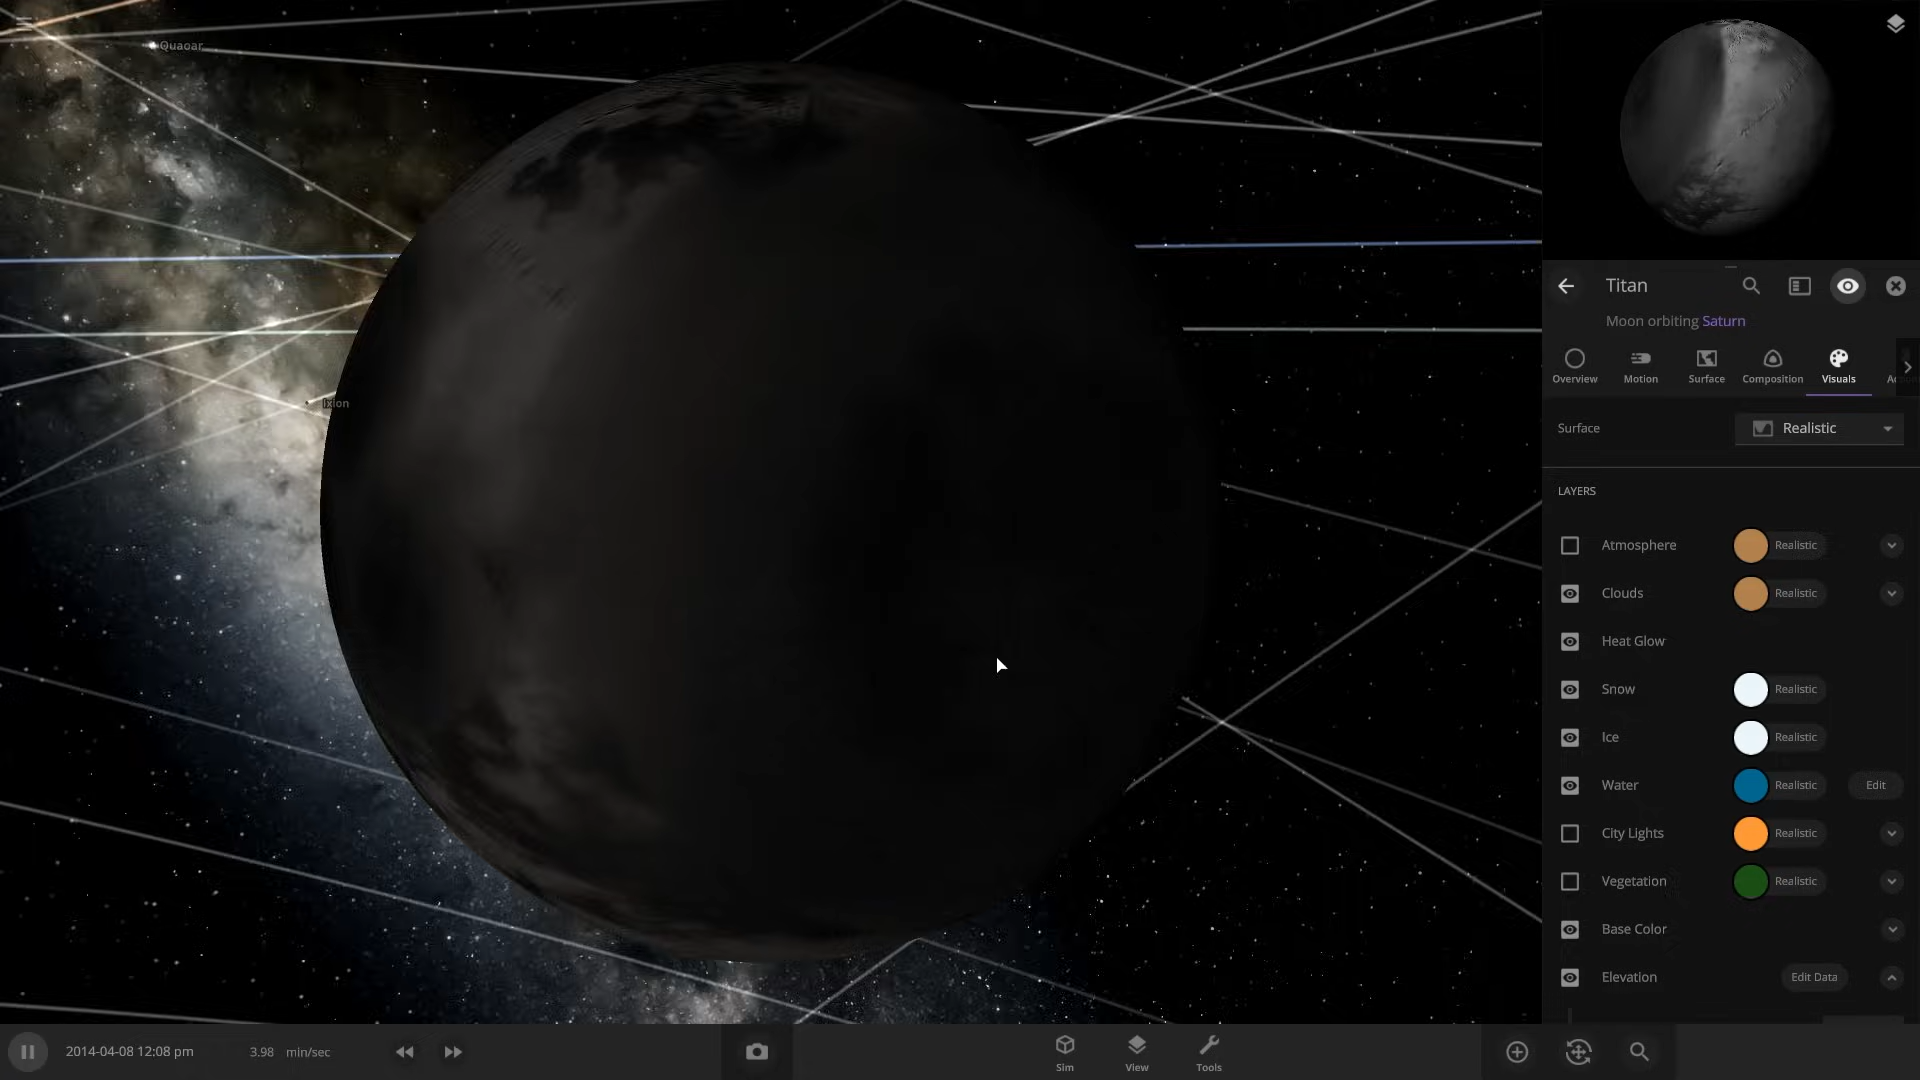 Quaoar
Ixion
Titan
Moon orbiting Saturn
Overview
Motion
Surface
Composition
Visuals
Surface
Realistic
LAYERS
Atmosphere Realistic
Clouds Realistic
Heat Glow
Snow Realistic
Ice Realistic
Water Realistic Edit
City Lights Realistic
Vegetation Realistic
Base Color
Elevation Edit Data
2014-04-08 12:08 pm
3.98 min/sec
Sim
View
Tools